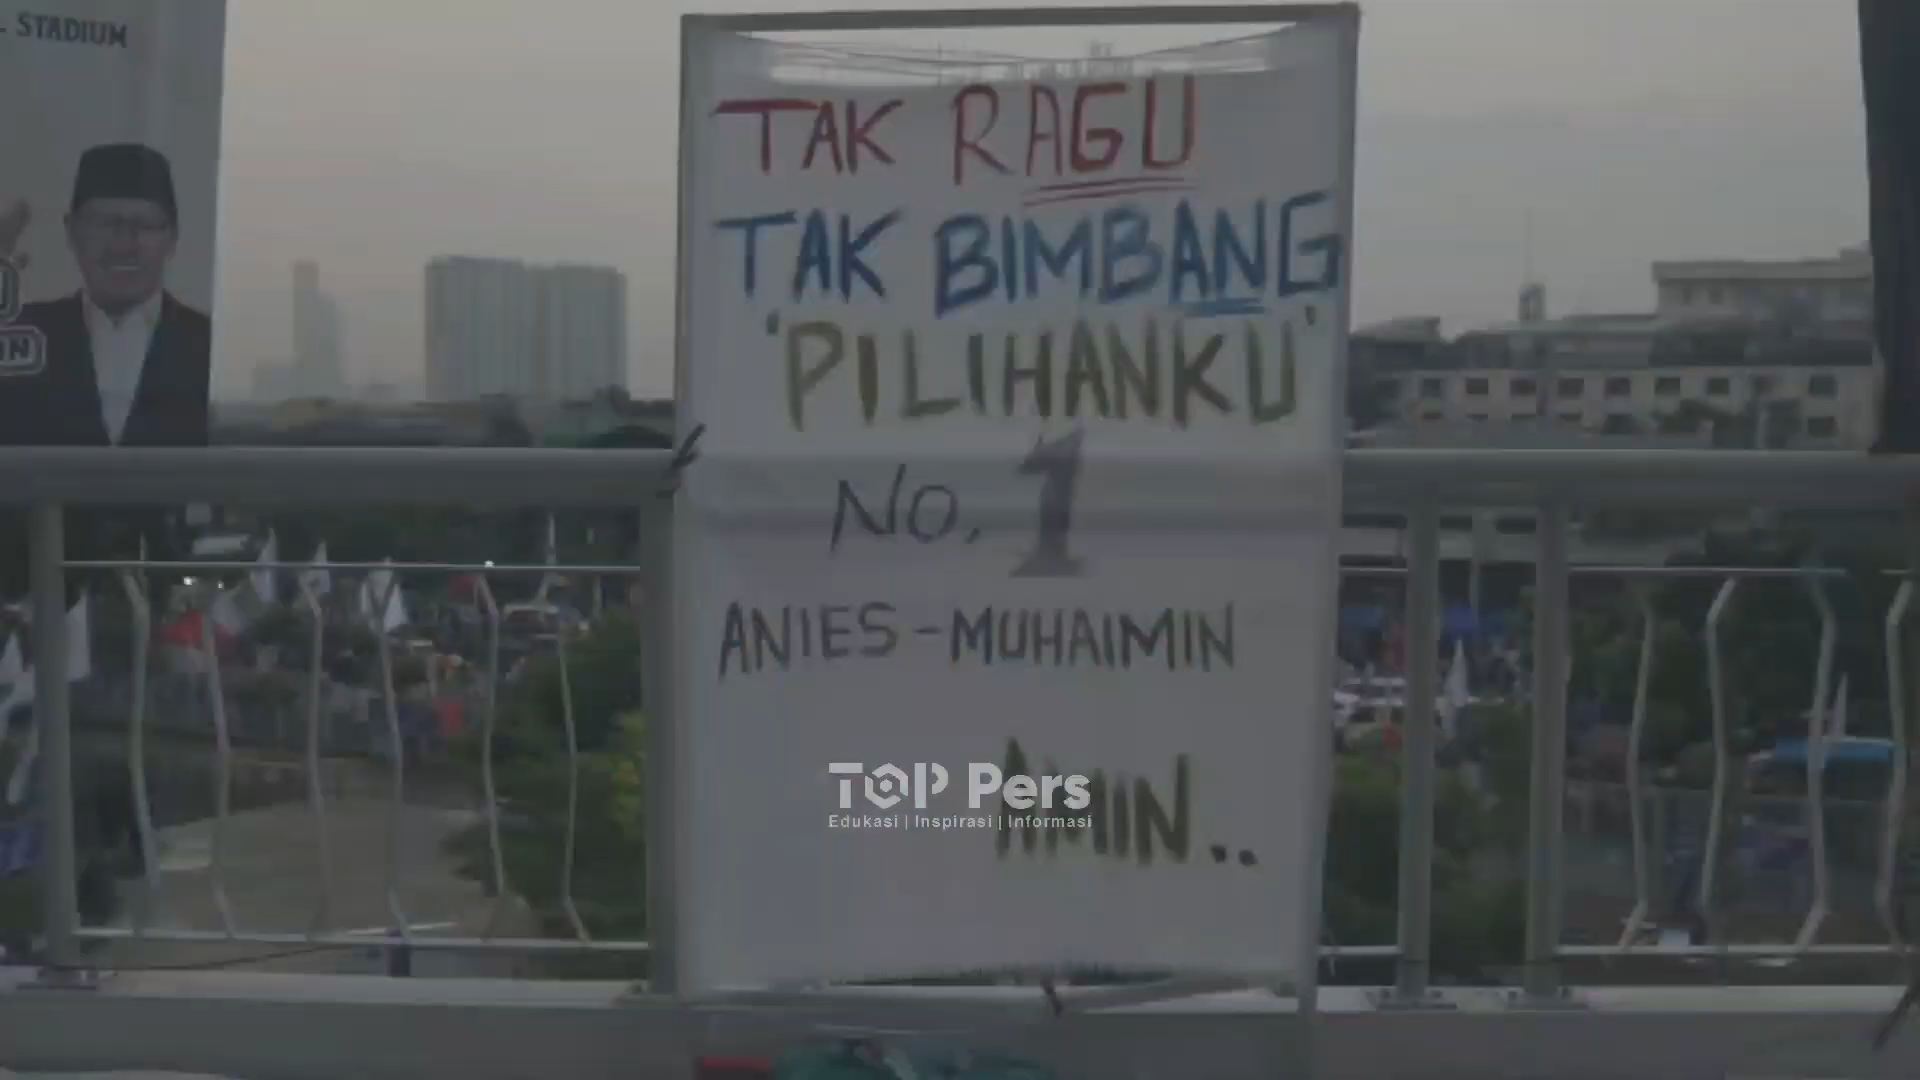 STADIUM
TAK RAGU
TAK BIMBANG
'PILIHANKU'
NO. 1
ANIES - MUHAIMIN
AMIN..
TOP Pers
Edukasi | Inspirasi | Informasi